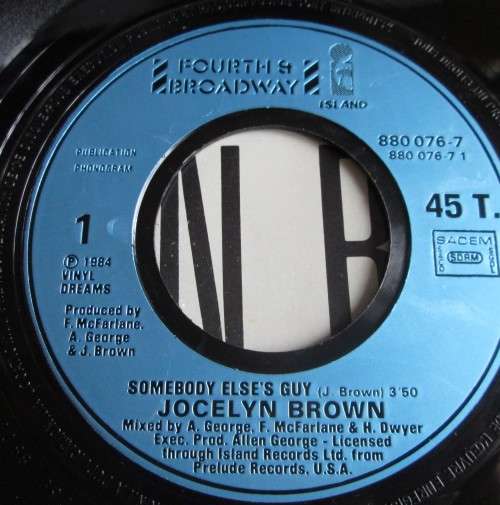 FOURTH &
BROADWAY
ISLAND
PUBLICATION
PHONOGRAM
880 076-7
880 076-7 1
1
45 T.
SACEM
SDRM
℗ 1984
VINYL
DREAMS
Produced by
F. McFarlane,
A. George
& J. Brown
SOMEBODY ELSE'S GUY (J. Brown) 3'50
JOCELYN BROWN
Mixed by A. George, F. McFarlane & H. Dwyer
Exec. Prod. Allen George - Licensed
through Island Records Ltd. from
Prelude Records, U.S.A.